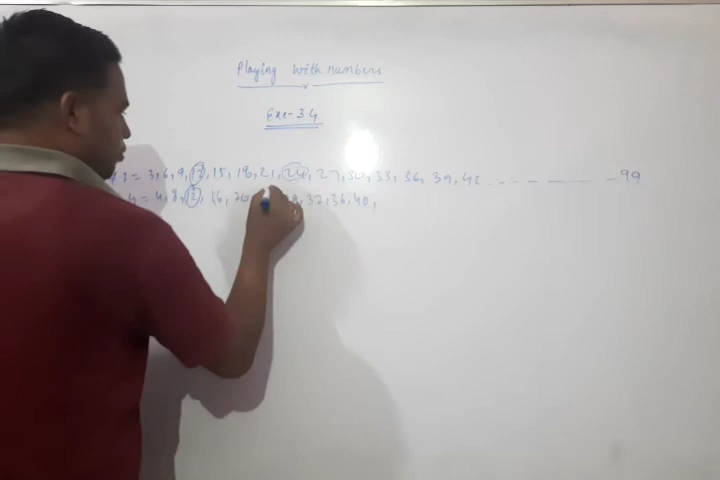 Playing with numbers
Exe-3.4
3 = 3, 6, 9, 12, 15, 18, 21, 24, 27, 30, 33, 36, 39, 42 - - - - - - - - 99
4 = 4, 8, 12, 16, 20, 32, 36, 40,